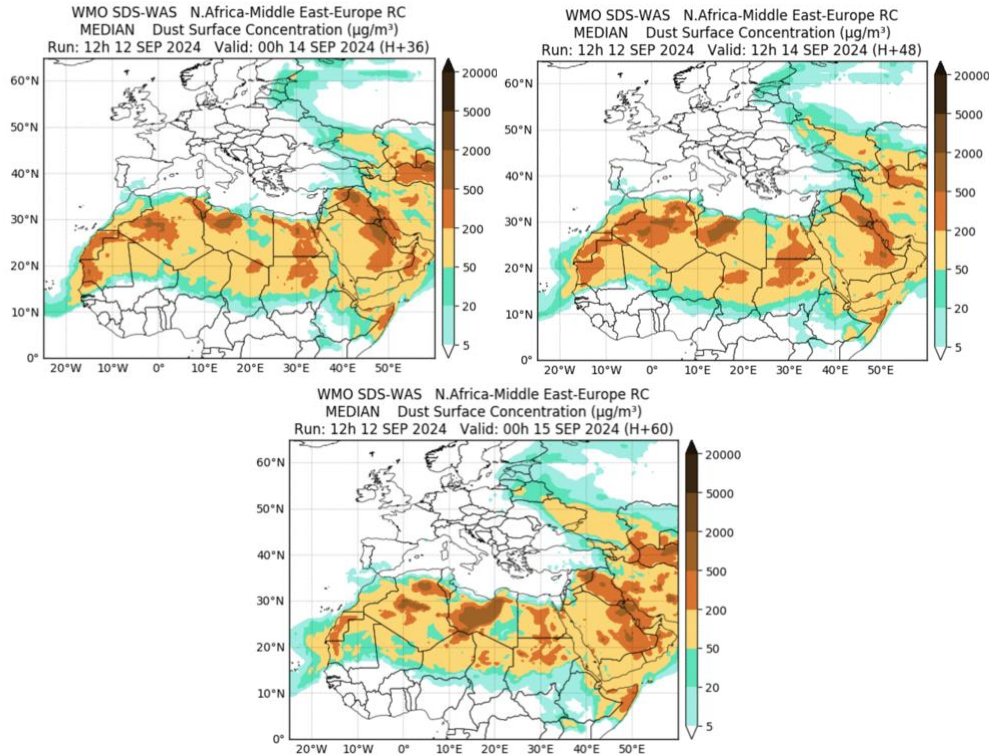 WMO SDS-WAS N.Africa-Middle East-Europe RC
MEDIAN Dust Surface Concentration (µg/m³)
Run: 12h 12 SEP 2024 Valid: 00h 14 SEP 2024 (H+36)
60°N
50°N
40°N
30°N
20°N
10°N
0°
20°W 10°W 0° 10°E 20°E 30°E 40°E 50°E
20000
5000
2000
500
200
50
20
5
WMO SDS-WAS N.Africa-Middle East-Europe RC
MEDIAN Dust Surface Concentration (µg/m³)
Run: 12h 12 SEP 2024 Valid: 12h 14 SEP 2024 (H+48)
60°N
50°N
40°N
30°N
20°N
10°N
0°
20°W 10°W 0° 10°E 20°E 30°E 40°E 50°E
20000
5000
2000
500
200
50
20
5
WMO SDS-WAS N.Africa-Middle East-Europe RC
MEDIAN Dust Surface Concentration (µg/m³)
Run: 12h 12 SEP 2024 Valid: 00h 15 SEP 2024 (H+60)
60°N
50°N
40°N
30°N
20°N
10°N
0°
20°W 10°W 0° 10°E 20°E 30°E 40°E 50°E
20000
5000
2000
500
200
50
20
5